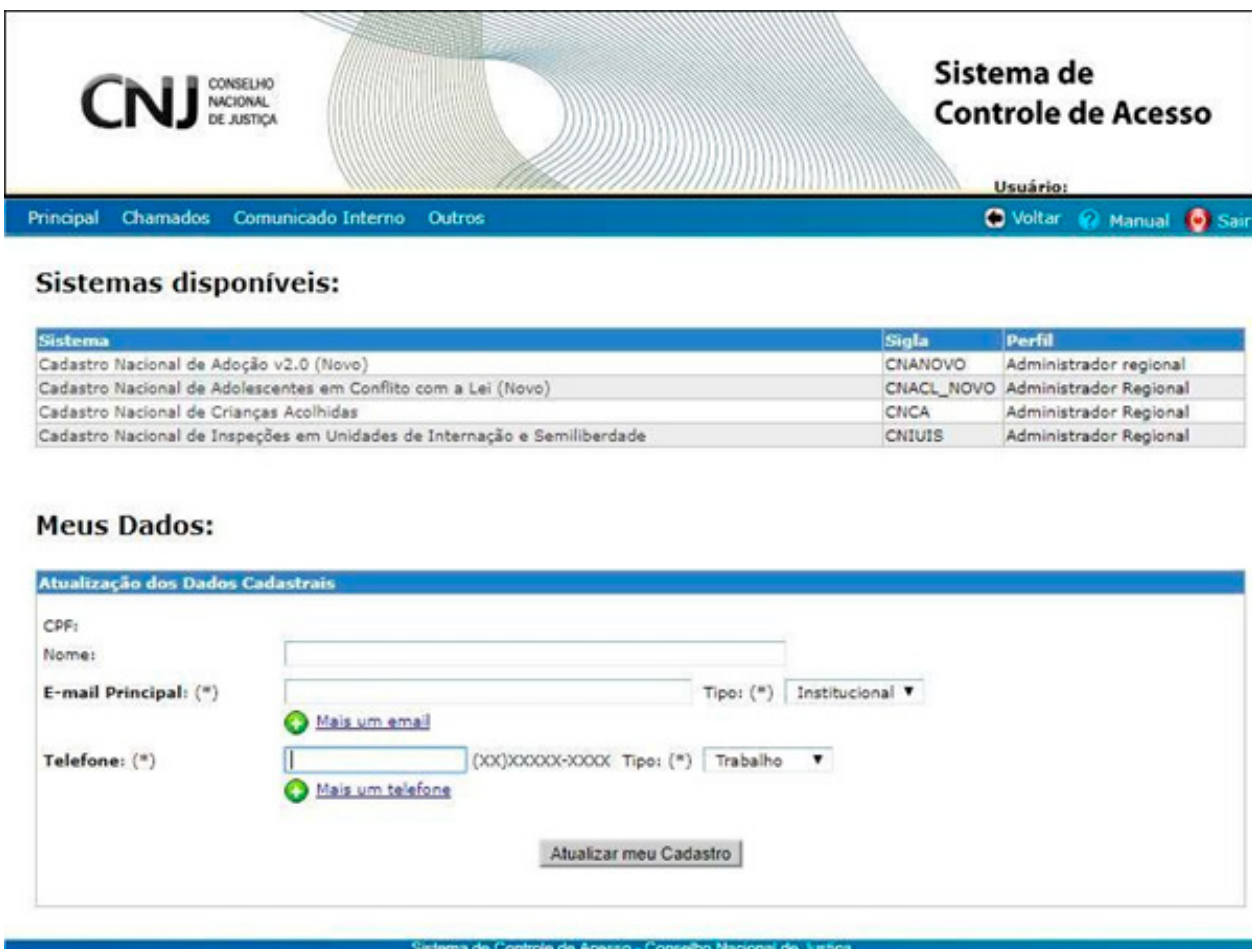 CNJ CONSELHO
NACIONAL
DE JUSTIÇA
Sistema de
Controle de Acesso
Usuário:
Principal Chamados Comunicado Interno Outros Voltar Manual Sair
Sistemas disponíveis:
Sistema Sigla Perfil
Cadastro Nacional de Adoção v2.0 (Novo) CNANOVO Administrador regional
Cadastro Nacional de Adolescentes em Conflito com a Lei (Novo) CNACL_NOVO Administrador Regional
Cadastro Nacional de Crianças Acolhidas CNCA Administrador Regional
Cadastro Nacional de Inspeções em Unidades de Internação e Semiliberdade CNIUIS Administrador Regional
Meus Dados:
Atualização dos Dados Cadastrais
CPF:
Nome:
E-mail Principal: (*) Tipo: (*) Institucional
Mais um email
Telefone: (*) (XX)XXXXX-XXXX Tipo: (*) Trabalho
Mais um telefone
Atualizar meu Cadastro
Sistema de Controle de Acesso - Conselho Nacional de Justiça